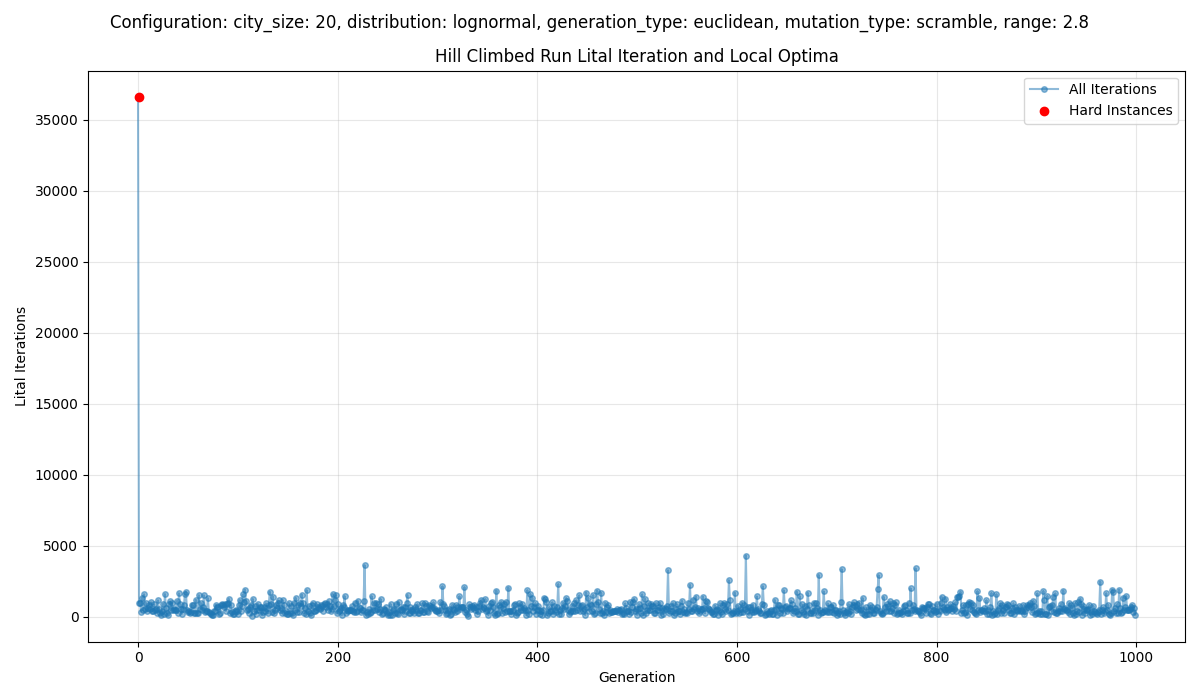 Configuration: city_size: 20, distribution: lognormal, generation_type: euclidean, mutation_type: scramble, range: 2.8
Hill Climbed Run Lital Iteration and Local Optima
All Iterations
Hard Instances
35000
30000
25000
20000
15000
10000
5000
0
Lital Iterations
0 200 400 600 800 1000
Generation